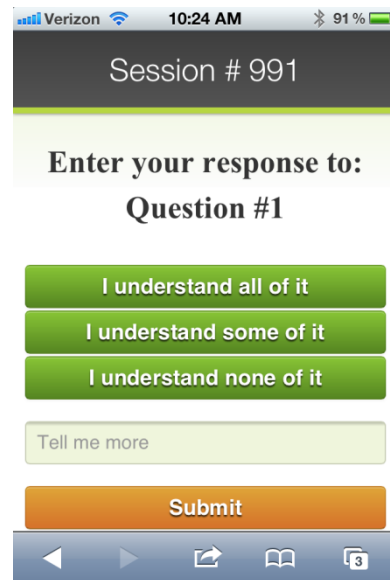 Verizon 10:24 AM 91 %
Session # 991
Enter your response to:
Question #1
I understand all of it
I understand some of it
I understand none of it
Tell me more
Submit
3